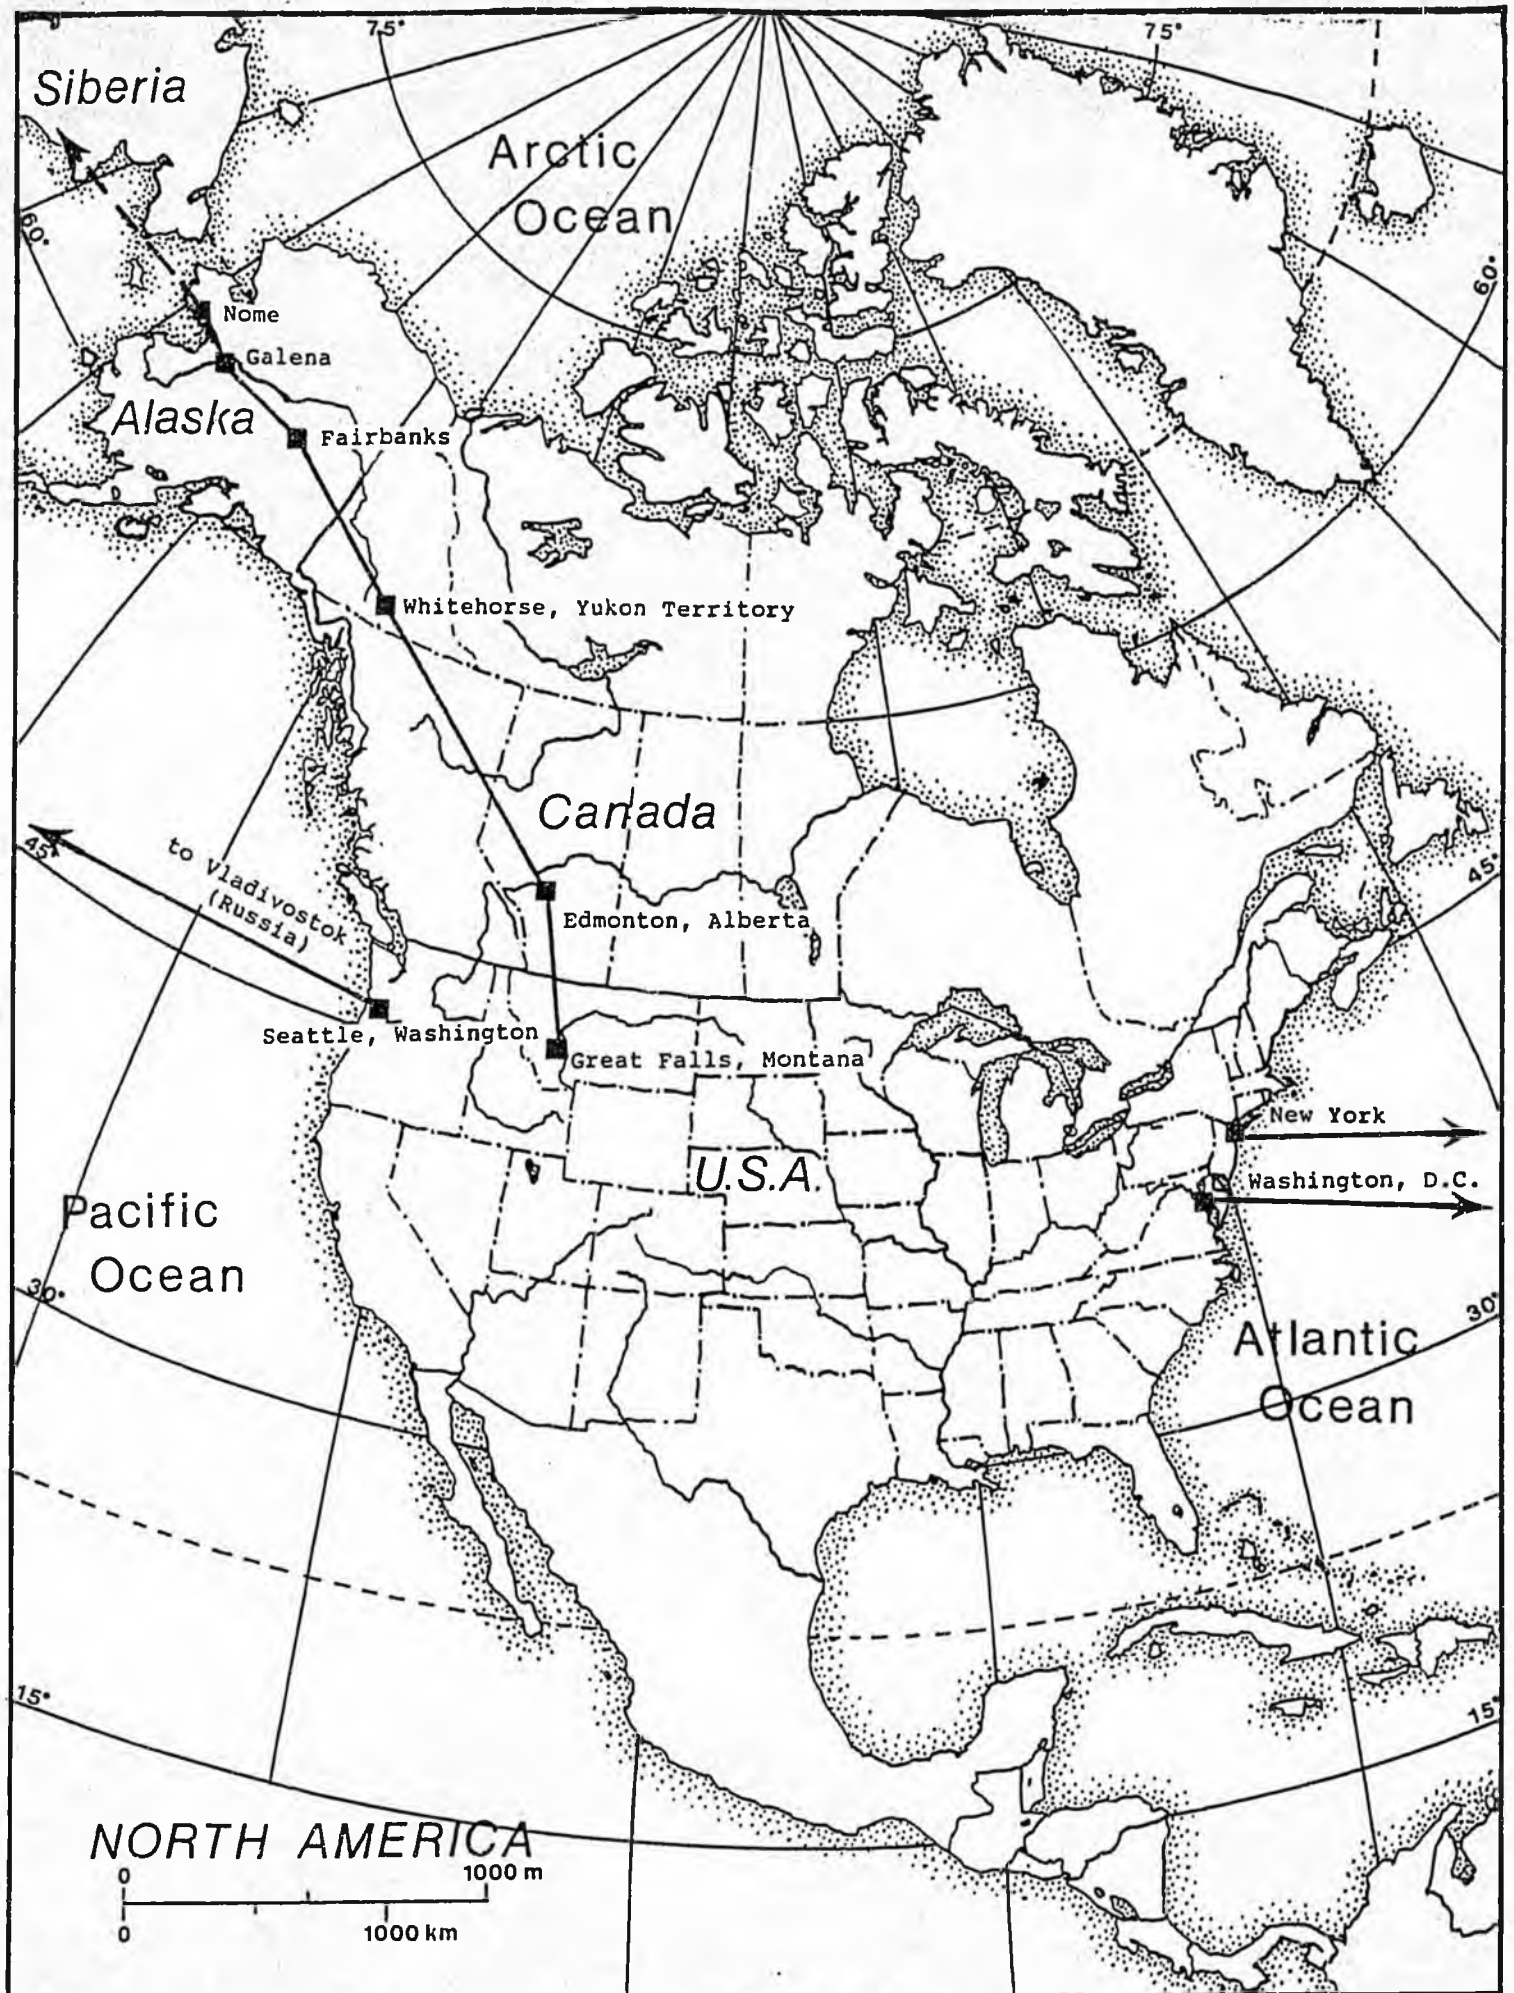 75°
75°
Siberia
Arctic
Ocean
60°
60°
Nome
Galena
Alaska
Fairbanks
Whitehorse, Yukon Territory
Canada
45°
45°
to Vladivostok
(Russia)
Edmonton, Alberta
Seattle, Washington
Great Falls, Montana
New York
Washington, D.C.
U.S.A.
Pacific
Ocean
30°
30°
Atlantic
Ocean
15°
15°
NORTH AMERICA
0
1000 m
0
1000 km